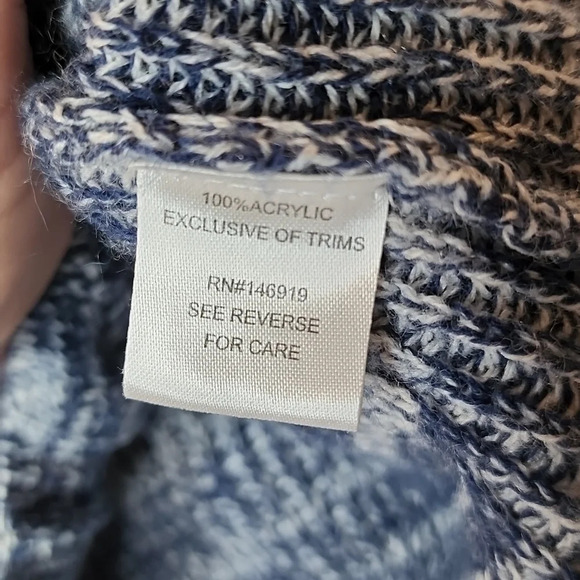 100%ACRYLIC
EXCLUSIVE OF TRIMS
RN#146919
SEE REVERSE
FOR CARE